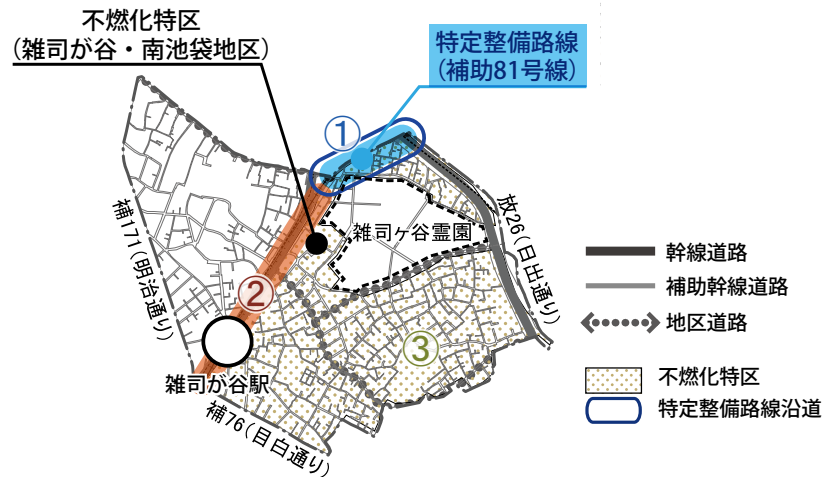 不燃化特区
（雑司が谷・南池袋地区）
特定整備路線
（補助81号線）
①
補171（明治通り）
雑司ヶ谷霊園
放26（日出通り）
②
③
雑司が谷駅
補76（目白通り）
幹線道路
補助幹線道路
地区道路
不燃化特区
特定整備路線沿道